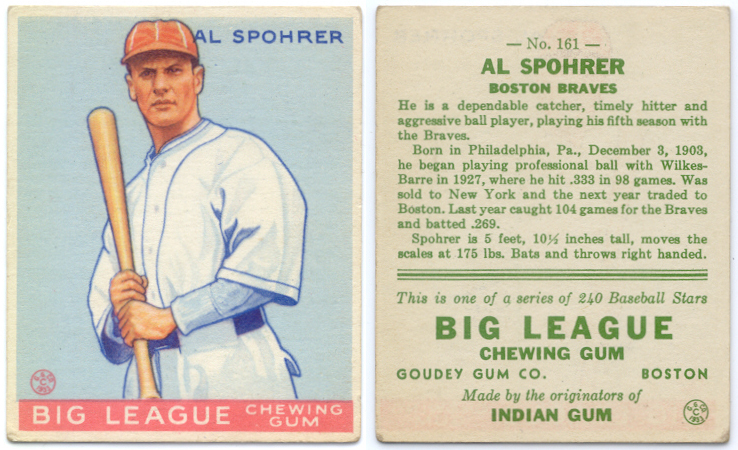 AL SPOHRER
BIG LEAGUE CHEWING GUM
— No. 161 —
AL SPOHRER
BOSTON BRAVES
He is a dependable catcher, timely hitter and
aggressive ball player, playing his fifth season with
the Braves.
Born in Philadelphia, Pa., December 3, 1903,
he began playing professional ball with Wilkes-
Barre in 1927, where he hit .333 in 98 games. Was
sold to New York and the next year traded to
Boston. Last year caught 104 games for the Braves
and batted .269.
Spohrer is 5 feet, 10½ inches tall, moves the
scales at 175 lbs. Bats and throws right handed.
This is one of a series of 240 Baseball Stars
BIG LEAGUE
CHEWING GUM
GOUDEY GUM CO. BOSTON
Made by the originators of
INDIAN GUM